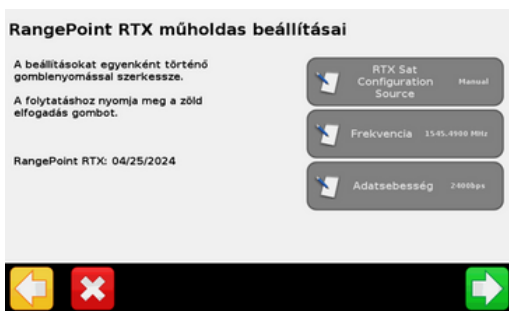 RangePoint RTX műholdas beállításai
A beállításokat egyenként történő
gomblenyomással szerkessze.
A folytatáshoz nyomja meg a zöld
elfogadás gombot.
RangePoint RTX: 04/25/2024
RTX Sat
Configuration
Source
Manual
Frekvencia 1545.4900 MHz
Adatsebesség 2400bps